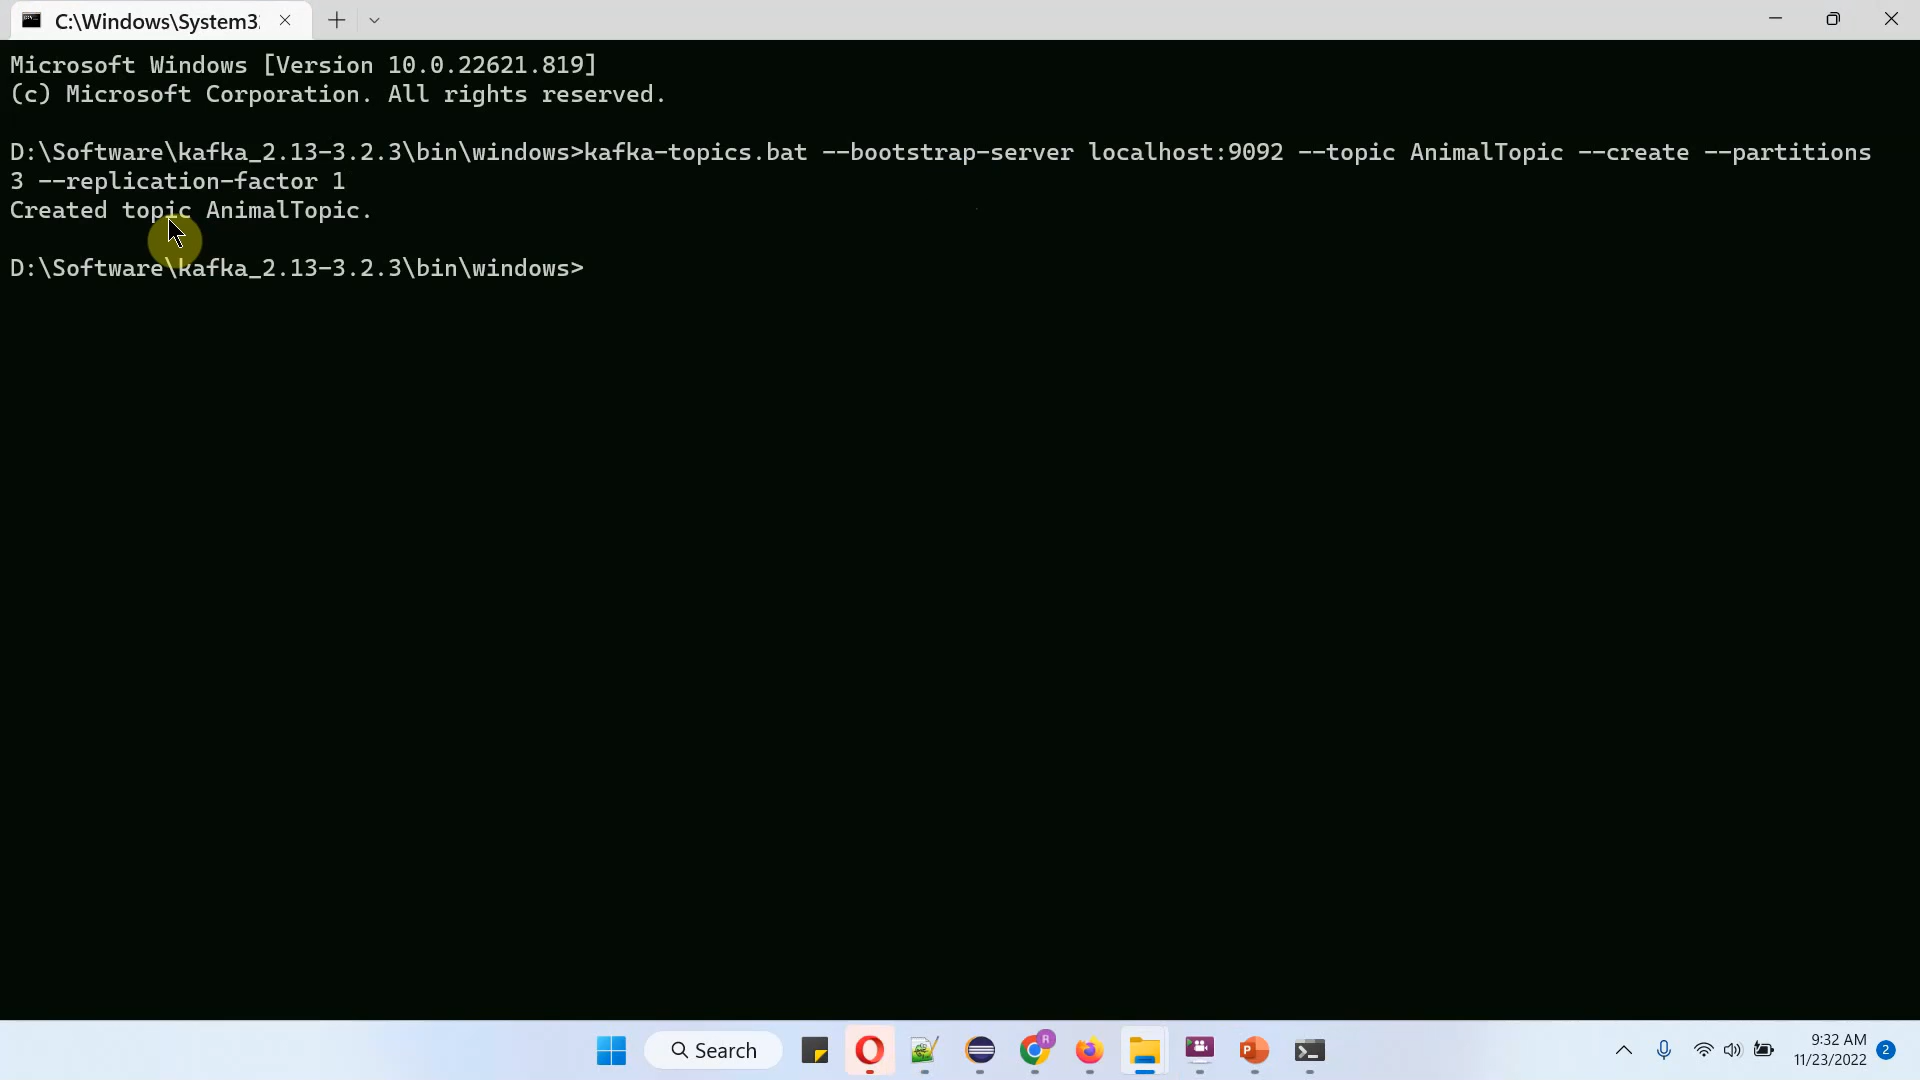 C:\Windows\System32
Microsoft Windows [Version 10.0.22621.819]
(c) Microsoft Corporation. All rights reserved.
D:\Software\kafka_2.13-3.2.3\bin\windows>kafka-topics.bat --bootstrap-server localhost:9092 --topic AnimalTopic --create --partitions
3 --replication-factor 1
Created topic AnimalTopic.
D:\Software\kafka_2.13-3.2.3\bin\windows>
Search
R
P
9:32 AM
11/23/2022
2